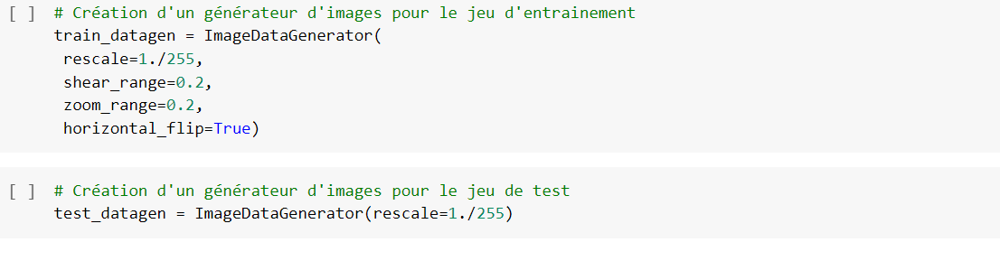 [ ] # Création d'un générateur d'images pour le jeu d'entrainement
train_datagen = ImageDataGenerator(
rescale=1./255,
shear_range=0.2,
zoom_range=0.2,
horizontal_flip=True)
[ ] # Création d'un générateur d'images pour le jeu de test
test_datagen = ImageDataGenerator(rescale=1./255)